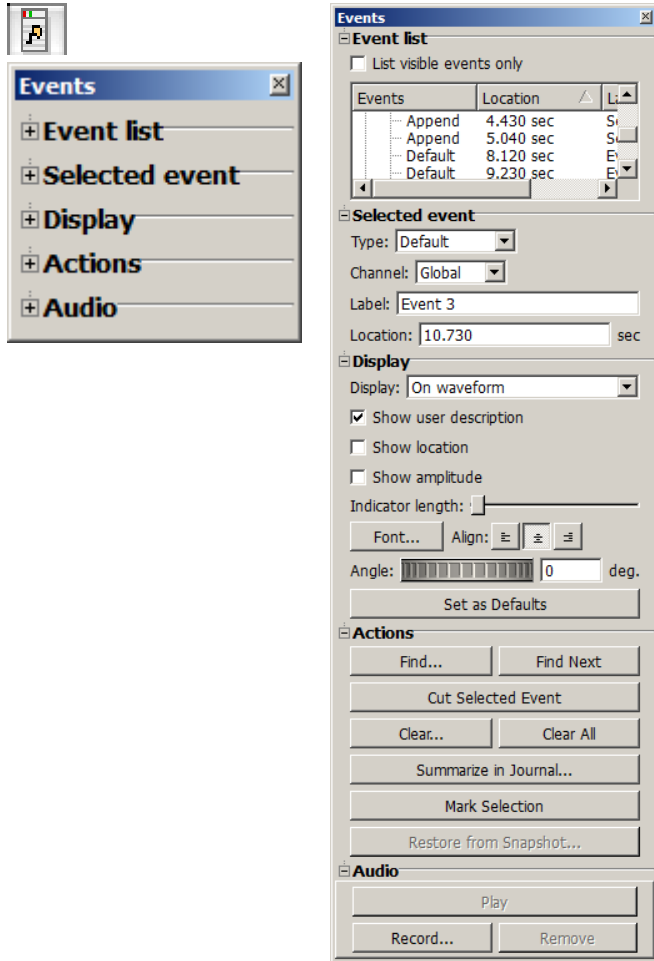 Events
Event list
Selected event
Display
Actions
Audio
Events
Event list
List visible events only
Events Location
Append 4.430 sec
Append 5.040 sec
Default 8.120 sec
Default 9.230 sec
Selected event
Type: Default
Channel: Global
Label: Event 3
Location: 10.730 sec
Display
Display: On waveform
Show user description
Show location
Show amplitude
Indicator length:
Font... Align:
Angle: 0 deg.
Set as Defaults
Actions
Find... Find Next
Cut Selected Event
Clear... Clear All
Summarize in Journal...
Mark Selection
Restore from Snapshot...
Audio
Play
Record... Remove